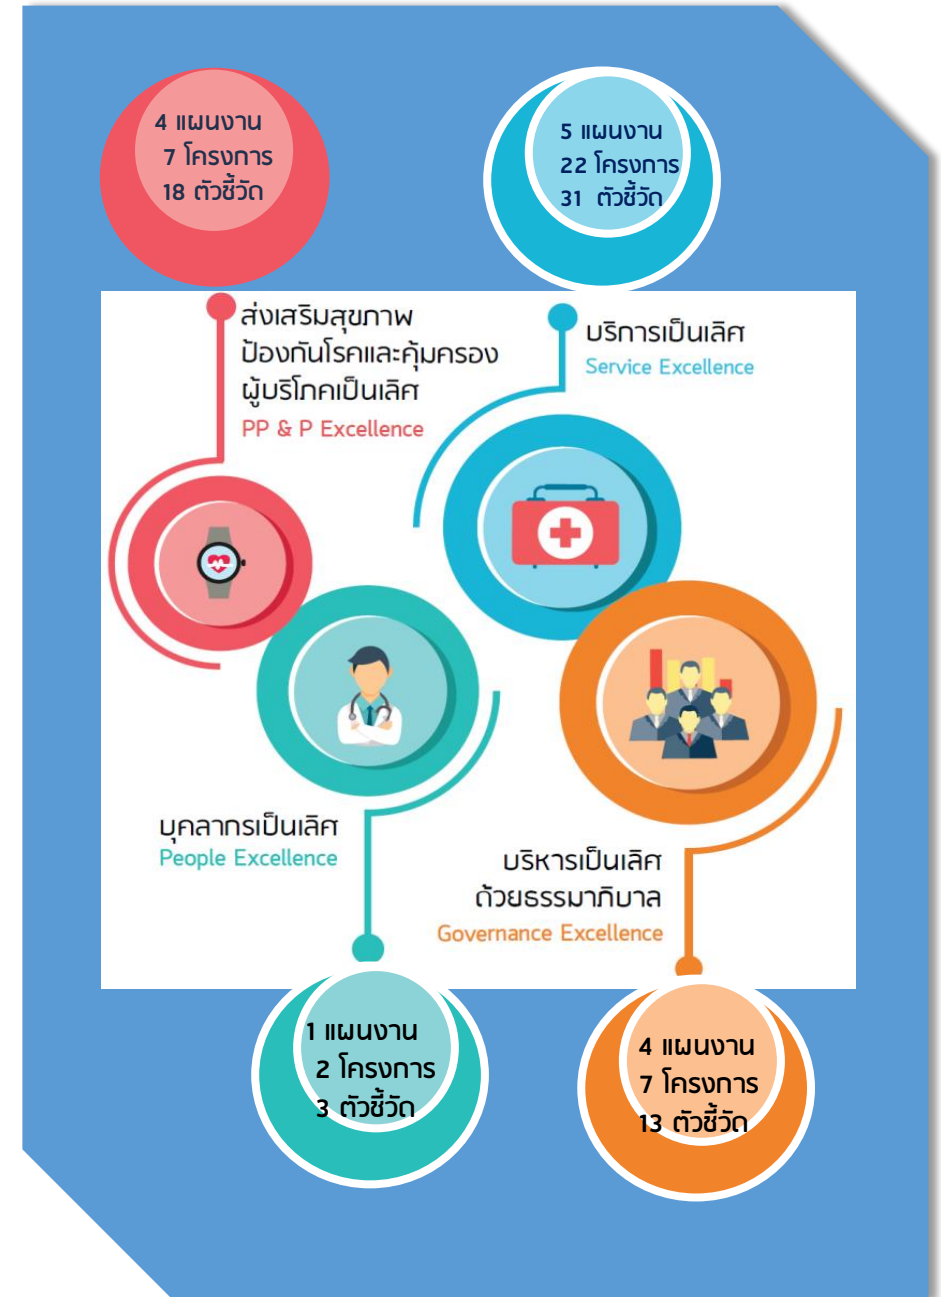 4 แผนงาน
7 โครงการ
18 ตัวชี้วัด
5 แผนงาน
22 โครงการ
31 ตัวชี้วัด
ส่งเสริมสุขภาพ
ป้องกันโรคและคุ้มครอง
ผู้บริโภคเป็นเลิศ
PP & P Excellence
บริการเป็นเลิศ
Service Excellence
บุคลากรเป็นเลิศ
People Excellence
บริหารเป็นเลิศ
ด้วยธรรมาภิบาล
Governance Excellence
1 แผนงาน
2 โครงการ
3 ตัวชี้วัด
4 แผนงาน
7 โครงการ
13 ตัวชี้วัด